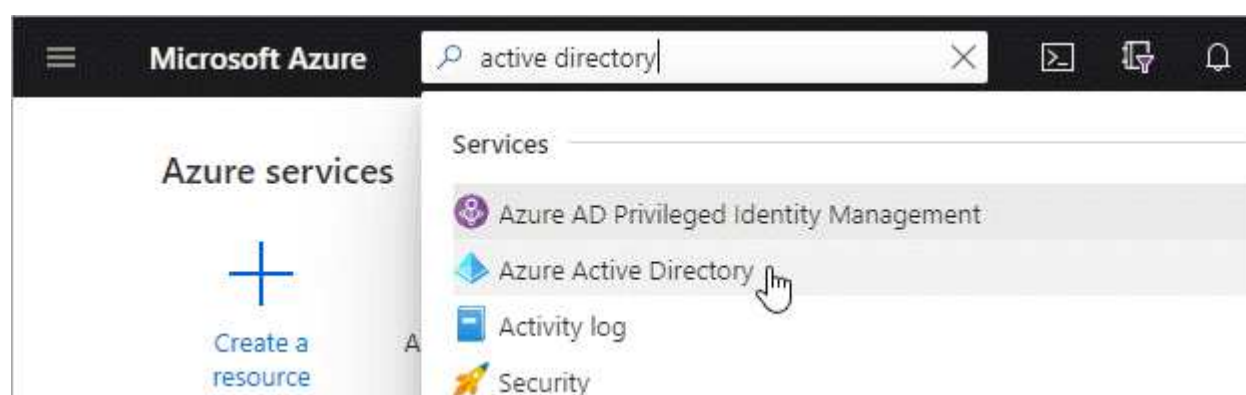 Microsoft Azure
active directory
Azure services
Services
Azure AD Privileged Identity Management
Azure Active Directory
Activity log
Security
Create a
resource
A